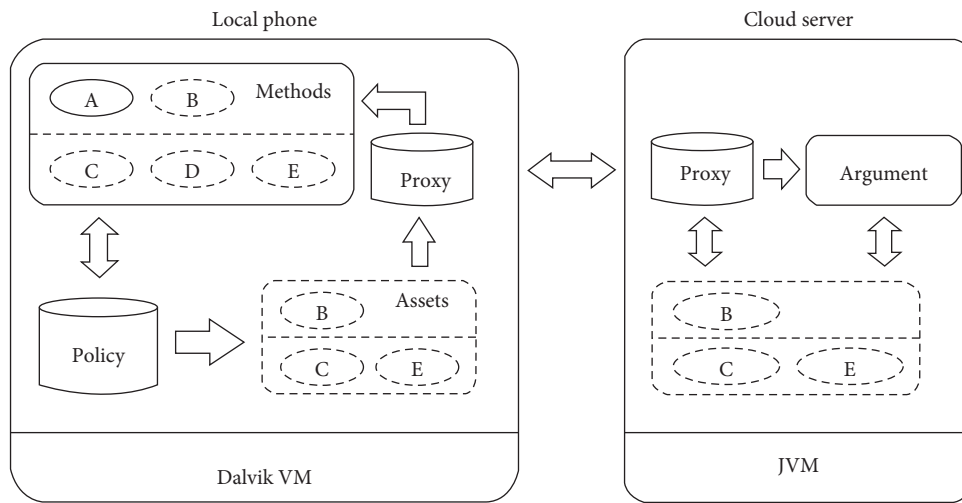 Local phone
Cloud server
A
B
Methods
C
D
E
Proxy
Proxy
Argument
Policy
B
Assets
C
E
B
C
E
Dalvik VM
JVM